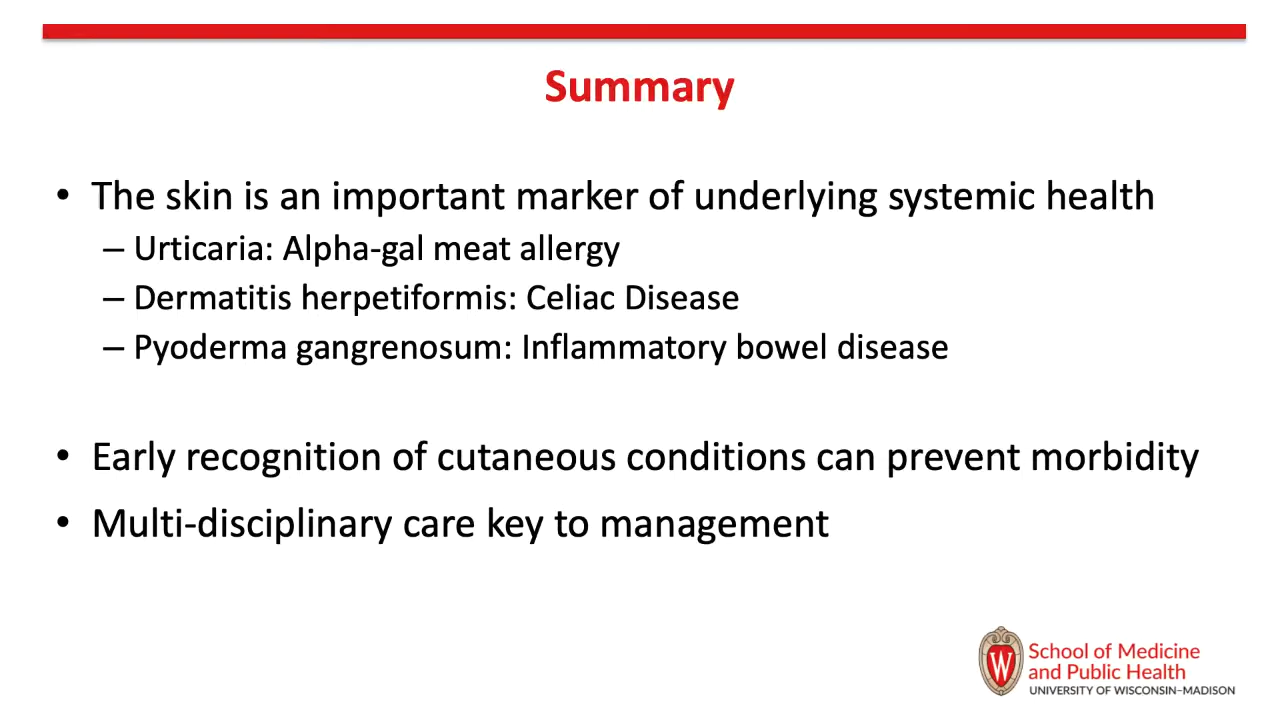 Summary
• The skin is an important marker of underlying systemic health
– Urticaria: Alpha-gal meat allergy
– Dermatitis herpetiformis: Celiac Disease
– Pyoderma gangrenosum: Inflammatory bowel disease
• Early recognition of cutaneous conditions can prevent morbidity
• Multi-disciplinary care key to management
W
School of Medicine
and Public Health
UNIVERSITY OF WISCONSIN–MADISON